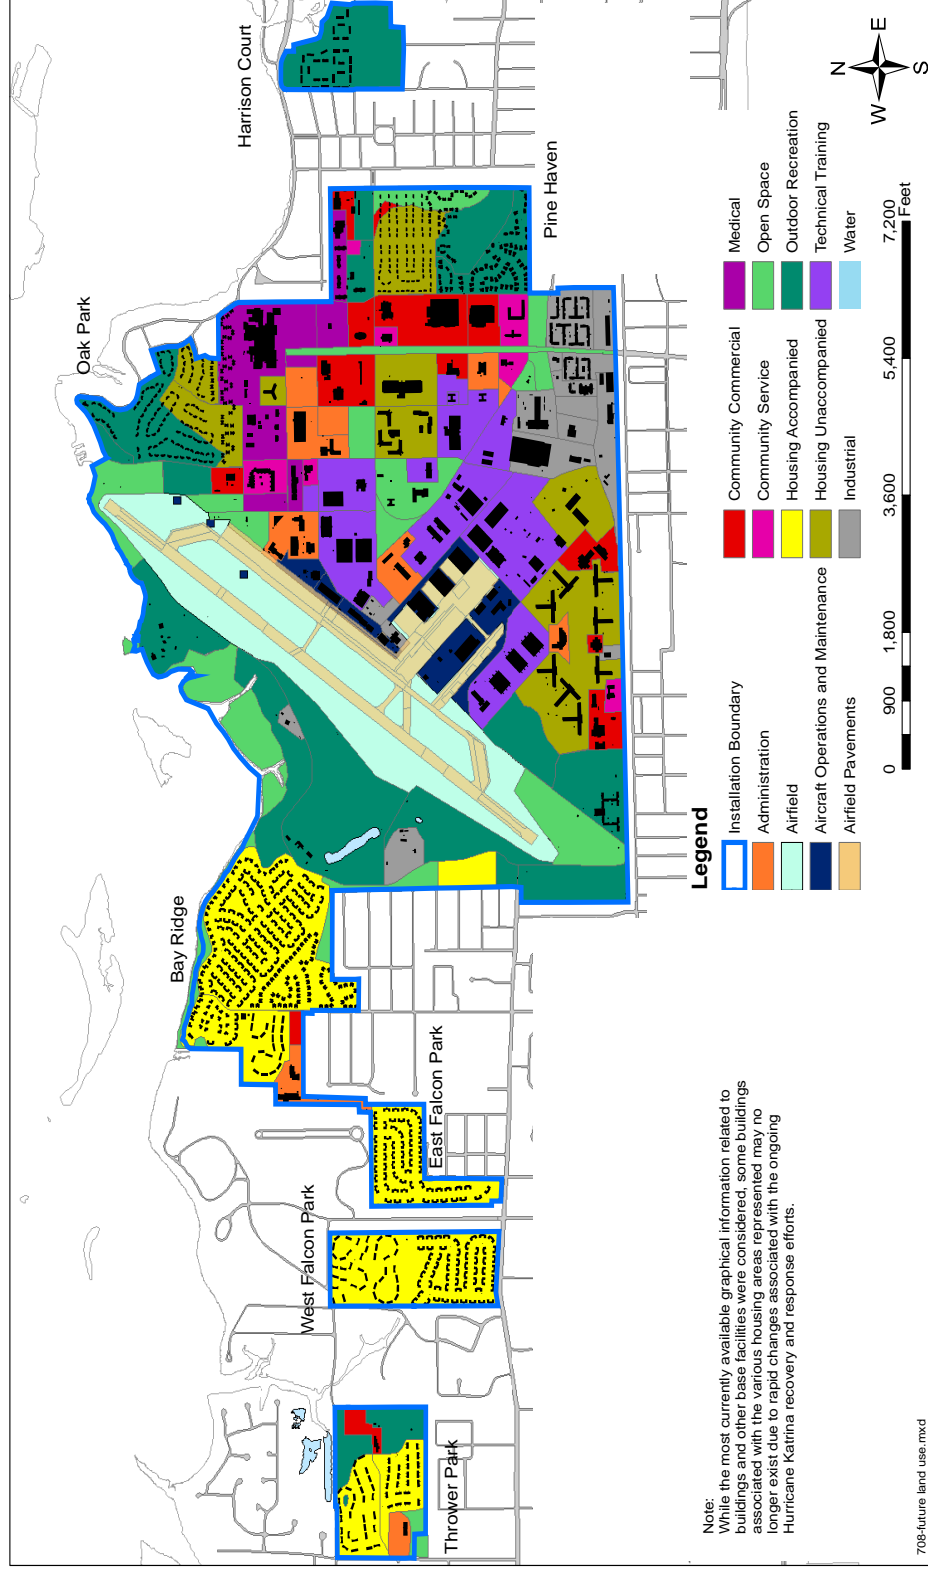 Thrower Park
West Falcon Park
East Falcon Park
Bay Ridge
Oak Park
Harrison Court
Pine Haven
Legend
Installation Boundary
Administration
Airfield
Aircraft Operations and Maintenance
Airfield Pavements
Community Commercial
Community Service
Housing Accompanied
Housing Unaccompanied
Industrial
Medical
Open Space
Outdoor Recreation
Technical Training
Water
N
W
E
S
0 900 1,800 3,600 5,400 7,200
Feet
Note:
While the most currently available graphical information related to
buildings and other base facilities were considered, some buildings
associated with the various housing areas represented may no
longer exist due to rapid changes associated with the ongoing
Hurricane Katrina recovery and response efforts.
708-future land use.mxd